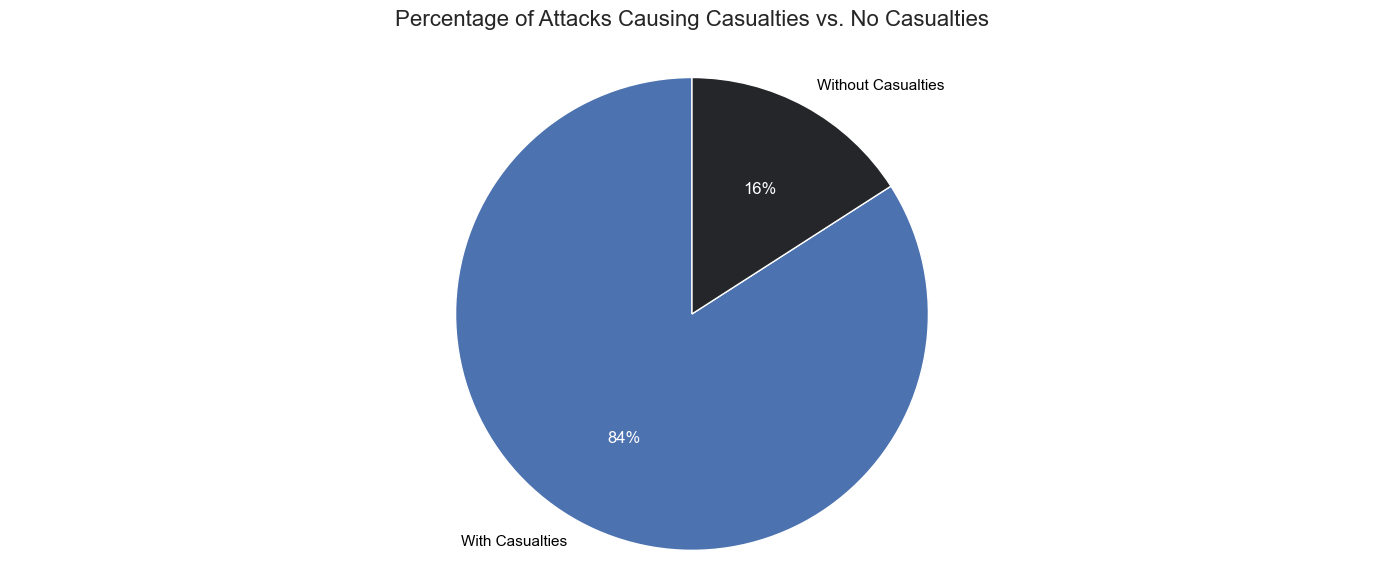 Percentage of Attacks Causing Casualties vs. No Casualties
Without Casualties
16%
84%
With Casualties